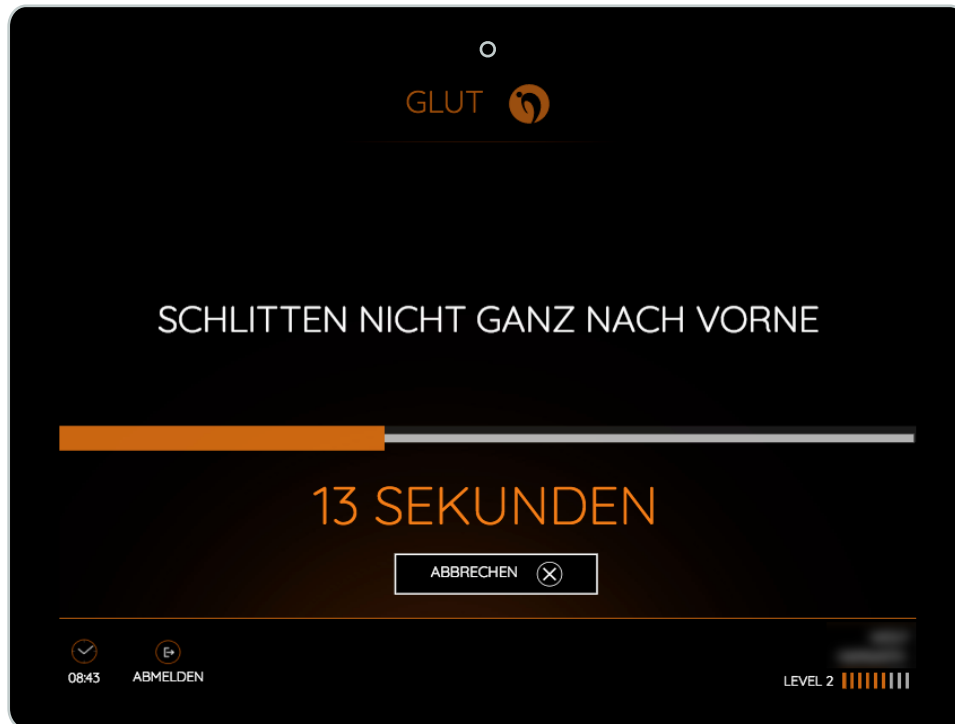 GLUT
SCHLITTEN NICHT GANZ NACH VORNE
13 SEKUNDEN
ABBRECHEN
08:43
ABMELDEN
LEVEL 2